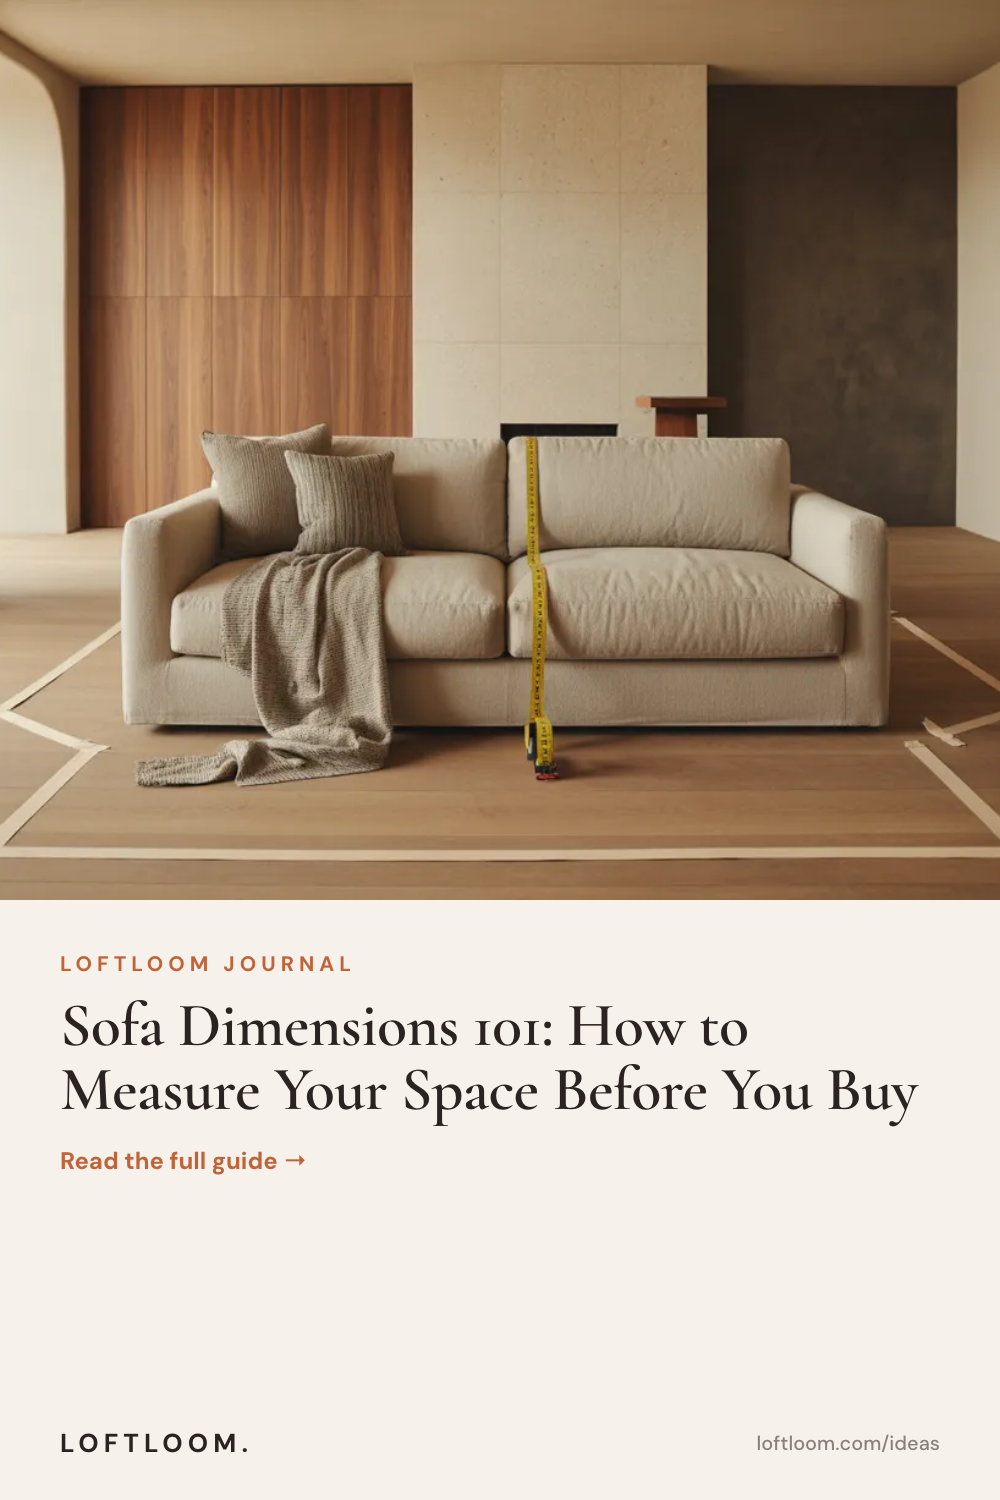 LOFTLOOM JOURNAL
Sofa Dimensions 101: How to
Measure Your Space Before You Buy
Read the full guide →
LOFTLOOM.
loftloom.com/ideas